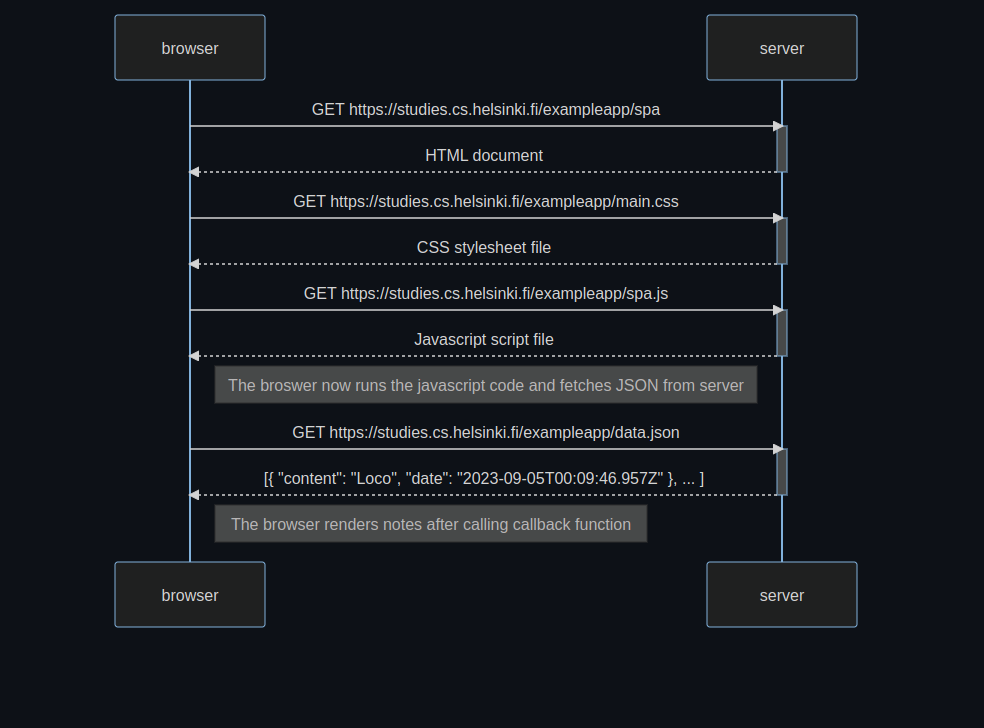 browser
server
GET https://studies.cs.helsinki.fi/exampleapp/spa
HTML document
GET https://studies.cs.helsinki.fi/exampleapp/main.css
CSS stylesheet file
GET https://studies.cs.helsinki.fi/exampleapp/spa.js
Javascript script file
The broswer now runs the javascript code and fetches JSON from server
GET https://studies.cs.helsinki.fi/exampleapp/data.json
[{ "content": "Loco", "date": "2023-09-05T00:09:46.957Z" }, ... ]
The browser renders notes after calling callback function
browser
server